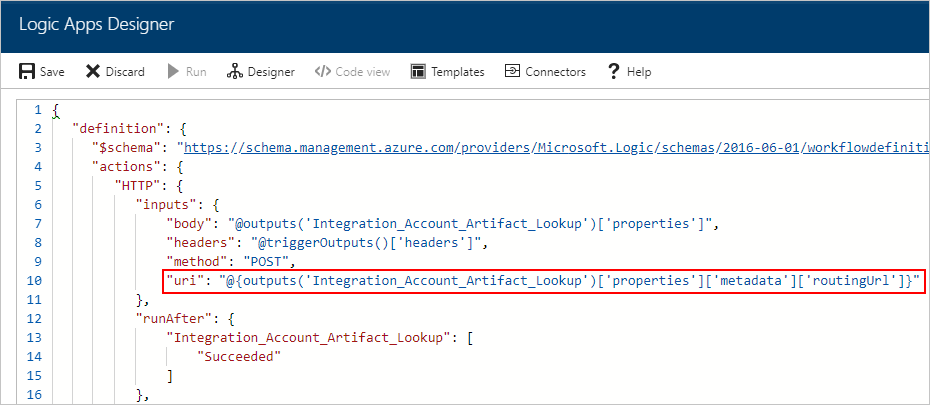 Logic Apps Designer
Save Discard Run Designer </> Code view Templates Connectors ? Help
1 {
2 "definition": {
3 "$schema": "https://schema.management.azure.com/providers/Microsoft.Logic/schemas/2016-06-01/workflowdefiniti
4 "actions": {
5 "HTTP": {
6 "inputs": {
7 "body": "@outputs('Integration_Account_Artifact_Lookup')['properties']",
8 "headers": "@triggerOutputs()['headers']",
9 "method": "POST",
10 "uri": "@{outputs('Integration_Account_Artifact_Lookup')['properties']['metadata']['routingUrl']}"
11 },
12 "runAfter": {
13 "Integration_Account_Artifact_Lookup": [
14 "Succeeded"
15 ]
16 },